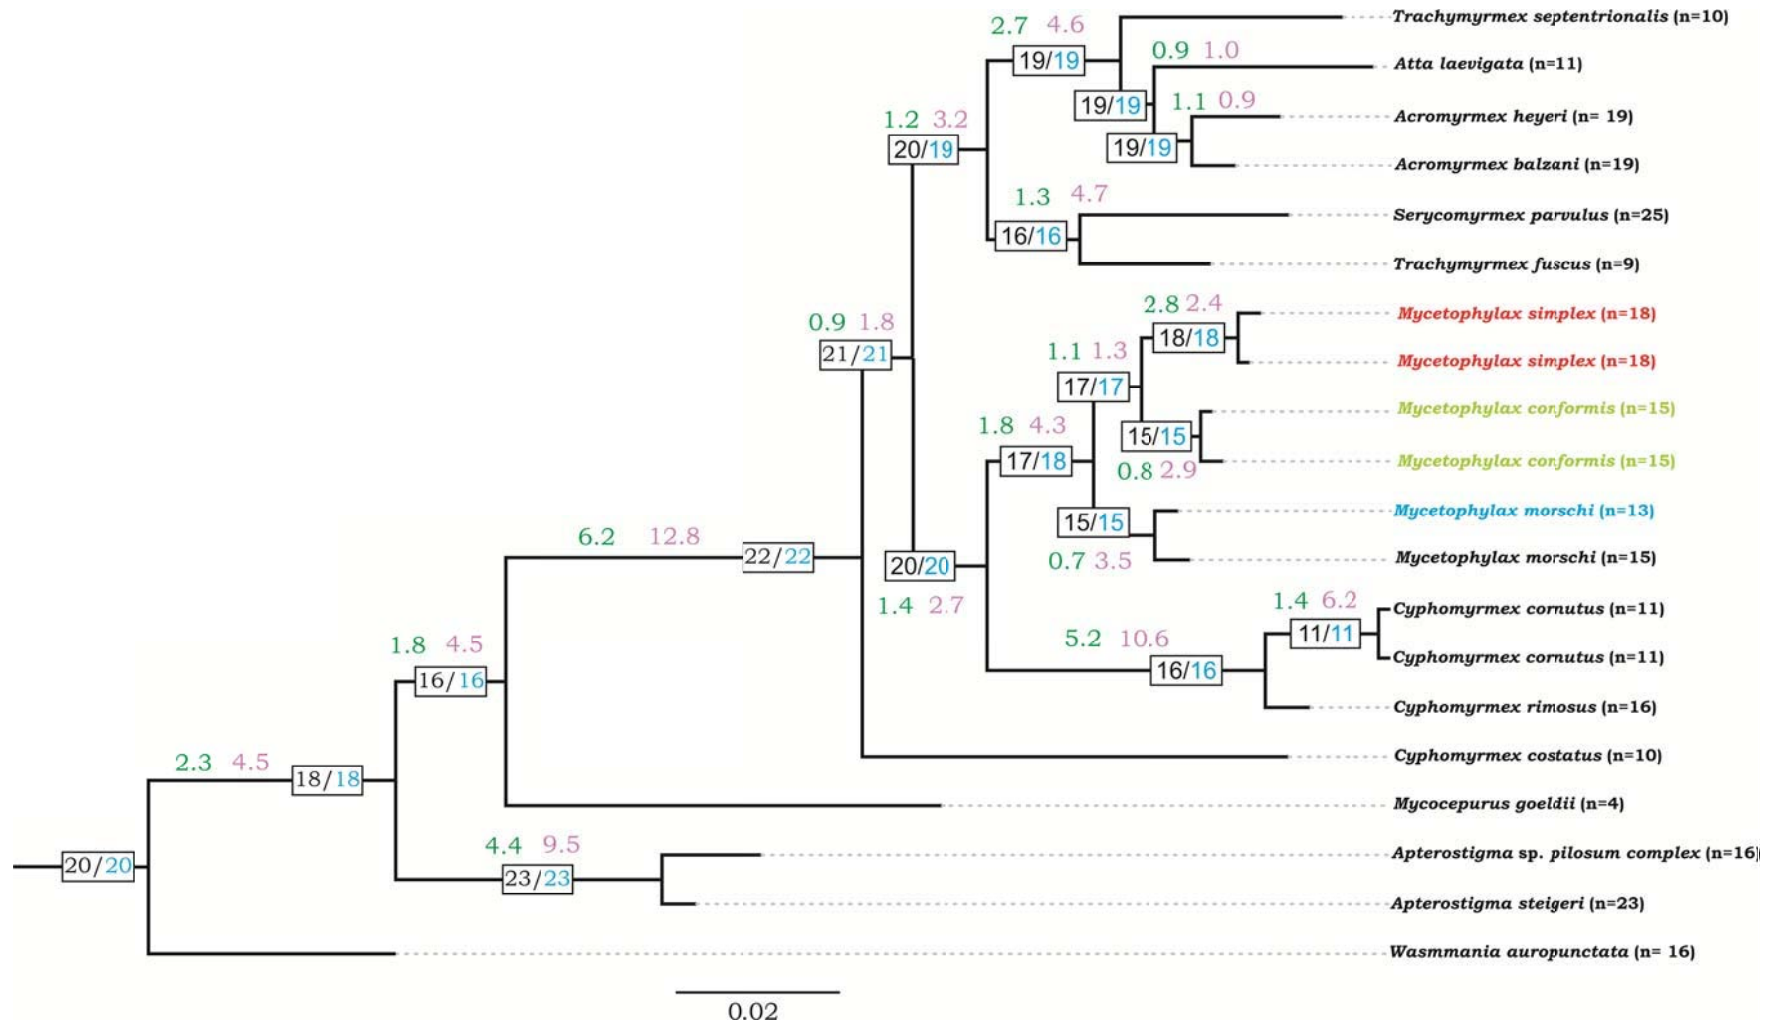 2.7 4.6
Trachymyrmex septentrionalis (n=10)
19/19
0.9 1.0
Atta laevigata (n=11)
19/19
1.1 0.9
Acromyrmex heyeri (n= 19)
1.2 3.2
20/19
19/19
Acromyrmex balzani (n=19)
1.3 4.7
Serycomyrmex parvulus (n=25)
16/16
Trachymyrmex fuscus (n=9)
2.8 2.4
Mycetophylax simplex (n=18)
0.9 1.8
18/18
21/21
1.1 1.3
Mycetophylax simplex (n=18)
17/17
Mycetophylax conformis (n=15)
1.8 4.3
15/15
17/18
0.8 2.9
Mycetophylax conformis (n=15)
Mycetophylax morschi (n=13)
15/15
6.2 12.8
22/22
0.7 3.5
Mycetophylax morschi (n=15)
20/20
1.4 2.7
1.4 6.2
Cyphomyrmex cornutus (n=11)
11/11
1.8 4.5
5.2 10.6
Cyphomyrmex cornutus (n=11)
16/16
16/16
Cyphomyrmex rimosus (n=16)
2.3 4.5
Cyphomyrmex costatus (n=10)
18/18
Mycocepurus goeldii (n=4)
4.4 9.5
Apterostigma sp. pilosum complex (n=16)
20/20
23/23
Apterostigma steigeri (n=23)
Wasmmania auropunctata (n= 16)
0.02